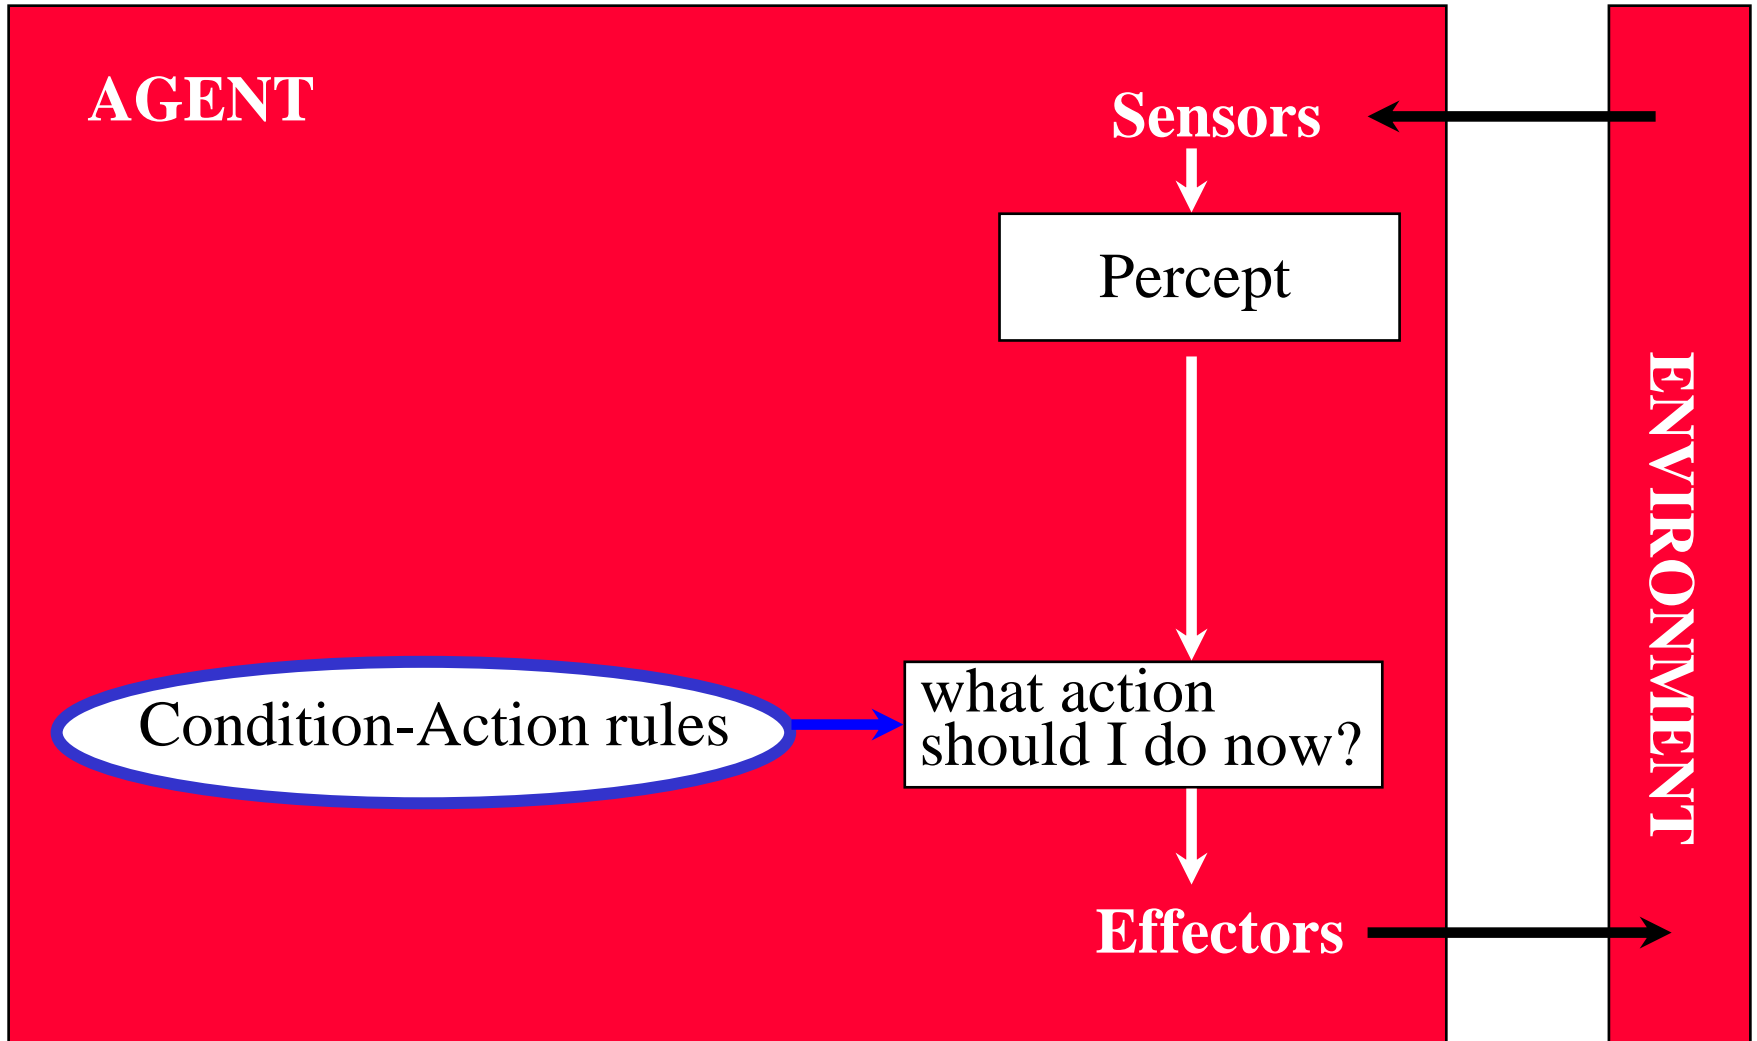 AGENT
Sensors
Percept
ENVIRONMENT
Condition-Action rules
what action
should I do now?
Effectors